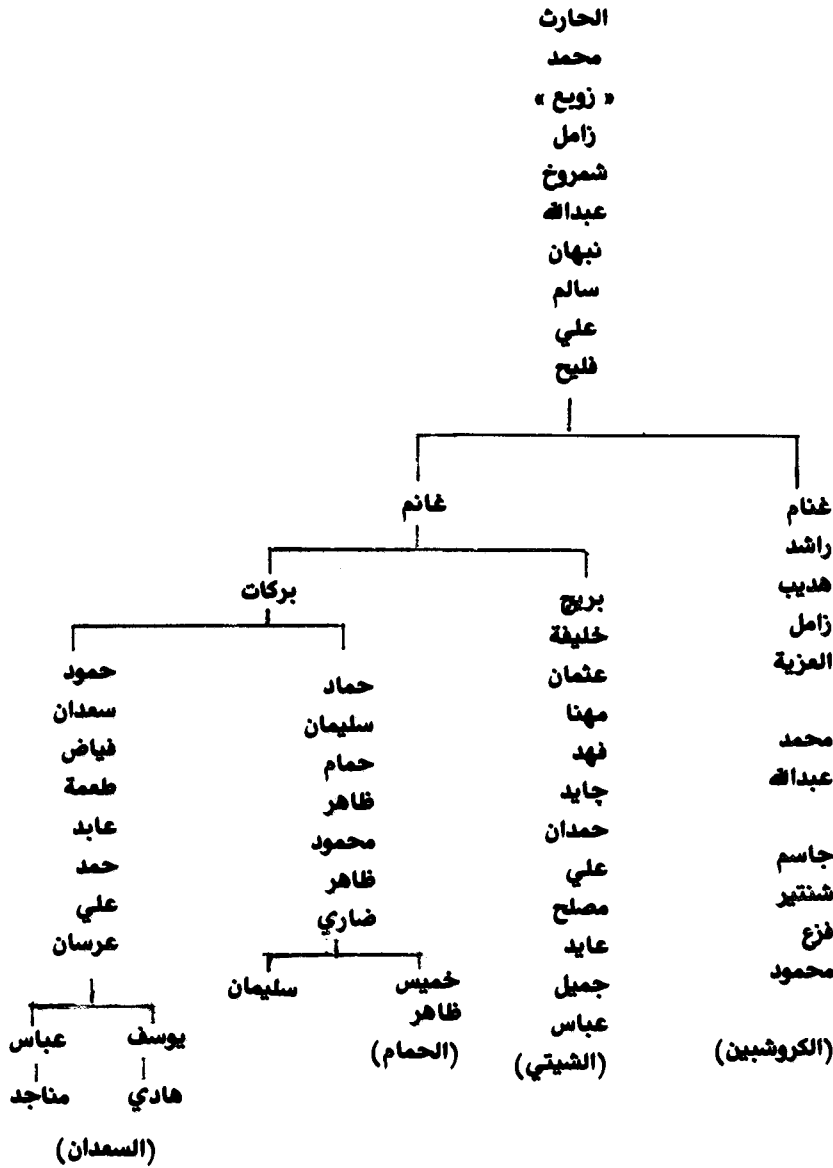 الحارث
محمد
« زوبع »
زامل
شمروخ
عبدالله
نبهان
سالم
علي
فليح
غنام
راشد
هديب
زامل
العزية
محمد
عبدالله
جاسم
شنتير
فزع
محمود
(الكروشبين)
غانم
بريج
خليفة
عثمان
مهنا
فهد
چايد
حمدان
علي
مصلح
عايد
جميل
عباس
(الشيتي)
بركات
حماد
سليمان
حمام
ظاهر
محمود
ظاهر
ضاري
خميس
ظاهر
سليمان
(الحمام)
حمود
سعدان
فياض
طعمة
عابد
حمد
علي
عرسان
يوسف
هادي
عباس
مناجد
(السعدان)